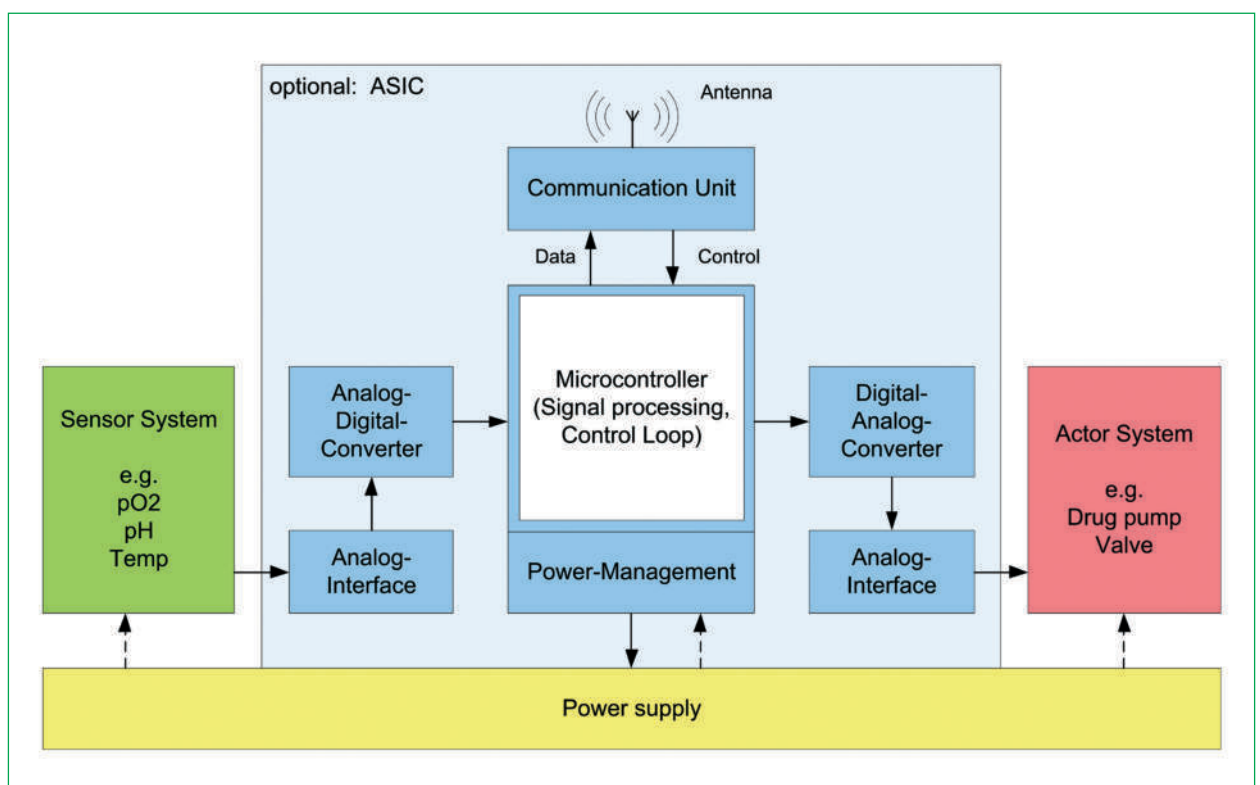 optional: ASIC
Antenna
Communication Unit
Data
Control
Sensor System
e.g.
pO2
pH
Temp
Analog-
Digital-
Converter
Analog-
Interface
Microcontroller
(Signal processing,
Control Loop)
Power-Management
Digital-
Analog-
Converter
Analog-
Interface
Actor System
e.g.
Drug pump
Valve
Power supply